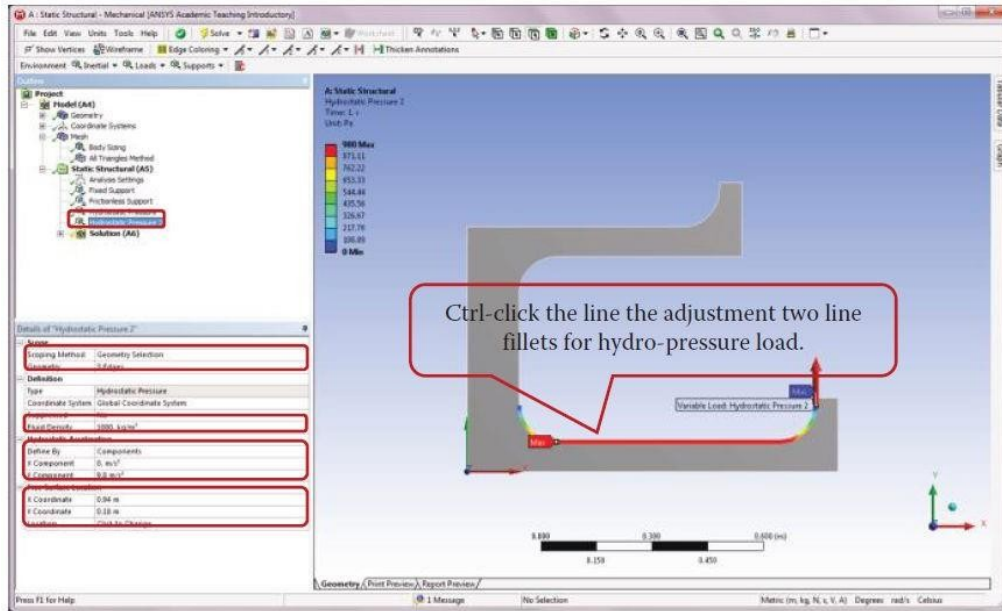 A : Static Structural - Mechanical [ANSYS Academic Teaching Introductory]
File Edit View Units Tools Help Solve
Show Vertices Wireframe Edge Coloring Thicken Annotations
Environment Inertial Loads Supports
Outline
Project
Model (A4)
Geometry
Coordinate Systems
Mesh
Body Sizing
All Triangles Method
Static Structural (A5)
Analysis Settings
Fixed Support
Frictionless Support
Hydrostatic Pressure
Hydrostatic Pressure 2
Solution (A6)
Details of "Hydrostatic Pressure 2"
Scope
Scoping Method Geometry Selection
Geometry 3 Edges
Definition
Type Hydrostatic Pressure
Coordinate System Global Coordinate System
Suppressed No
Fluid Density 1000. kg/m³
Hydrostatic Acceleration
Define By Components
X Component 0. m/s²
Y Component 9.8 m/s²
Free Surface Location
X Coordinate 0.94 m
Y Coordinate 0.18 m
Location Click to Change
A: Static Structural
Hydrostatic Pressure 2
Time: 1. s
Unit: Pa
980 Max
871.11
762.22
653.33
544.44
435.56
326.67
217.78
108.89
0 Min
Ctrl-click the line the adjustment two line
fillets for hydro-pressure load.
Min
Variable Load: Hydrostatic Pressure 2
Max
Y
X
0.000 0.300 0.600 (m)
0.150 0.450
Geometry Print Preview Report Preview
Graph
Press F1 for Help 1 Message No Selection Metric (m, kg, N, s, V, A) Degrees rad/s Celsius